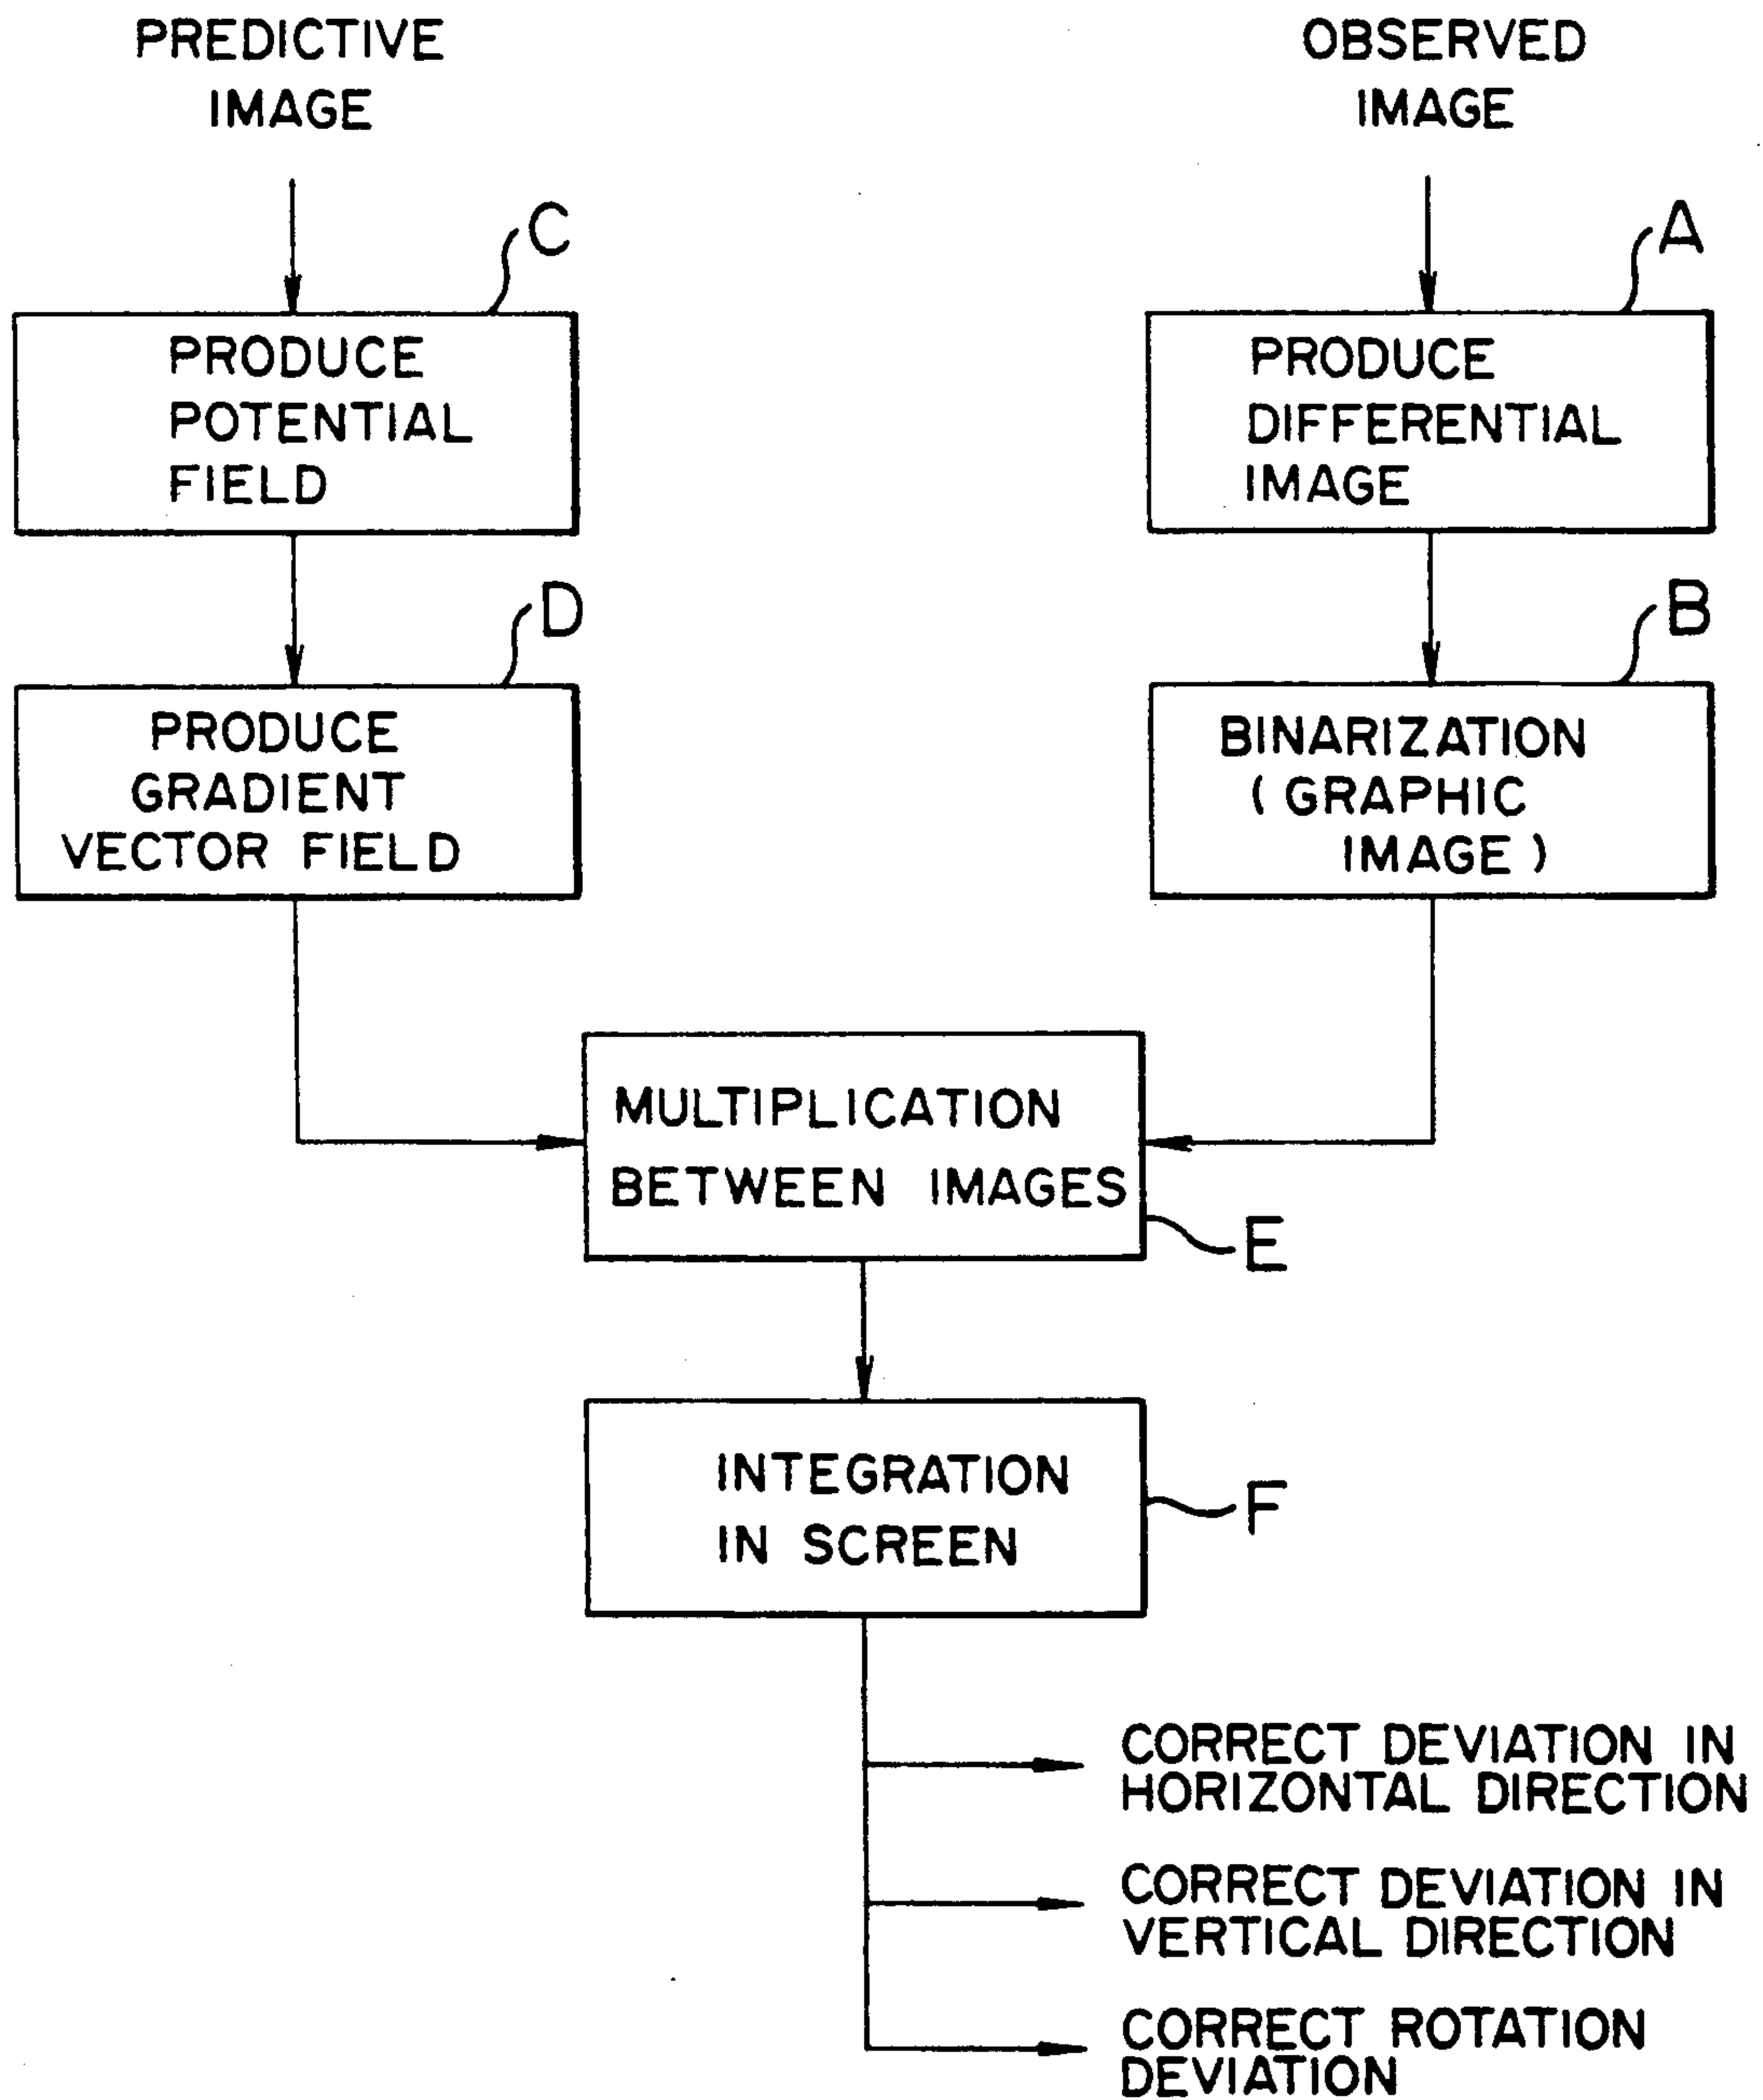 PREDICTIVE
IMAGE
OBSERVED
IMAGE
C
A
PRODUCE
POTENTIAL
FIELD
PRODUCE
DIFFERENTIAL
IMAGE
D
B
PRODUCE
GRADIENT
VECTOR FIELD
BINARIZATION
(GRAPHIC
IMAGE)
MULTIPLICATION
BETWEEN IMAGES
E
INTEGRATION
IN SCREEN
F
CORRECT DEVIATION IN
HORIZONTAL DIRECTION
CORRECT DEVIATION IN
VERTICAL DIRECTION
CORRECT ROTATION
DEVIATION